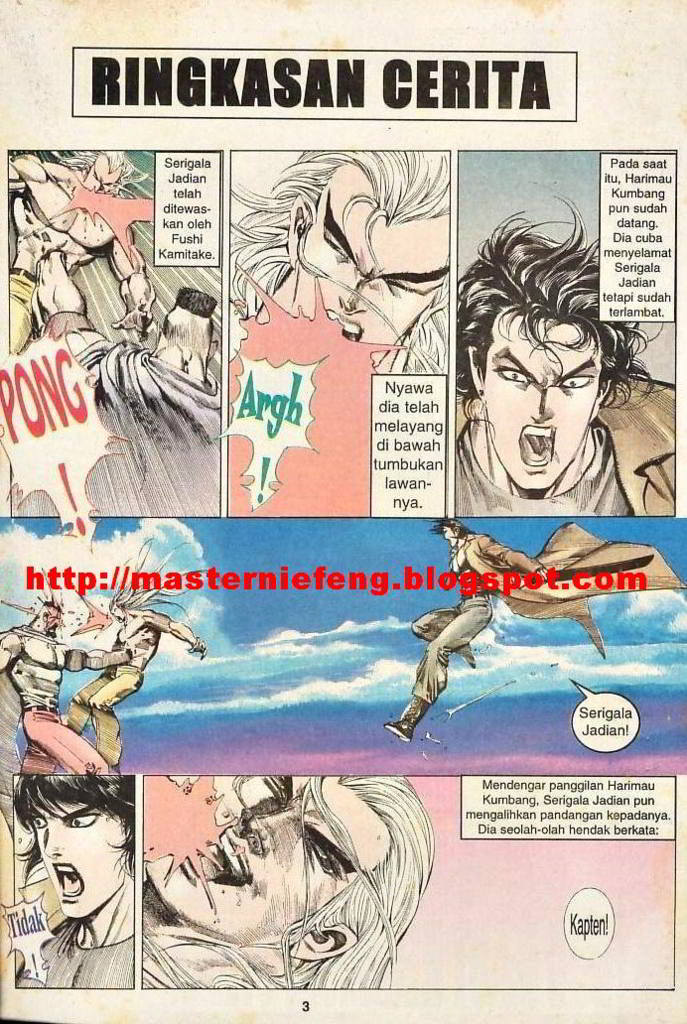 RINGKASAN CERITA
Serigala
Jadian
telah
ditewas-
kan oleh
Fushi
Kamitake.
PONG
!
Argh
!
Nyawa
dia telah
melayang
di bawah
tumbukan
lawan-
nya.
Pada saat
itu, Harimau
Kumbang
pun sudah
datang.
Dia cuba
menyelamat
Serigala
Jadian
tetapi sudah
terlambat.
http://masterniefeng.blogspot.com
Serigala
Jadian!
Tidak
!
Mendengar panggilan Harimau
Kumbang, Serigala Jadian pun
mengalihkan pandangan kepadanya.
Dia seolah-olah hendak berkata:
Kapten!
3